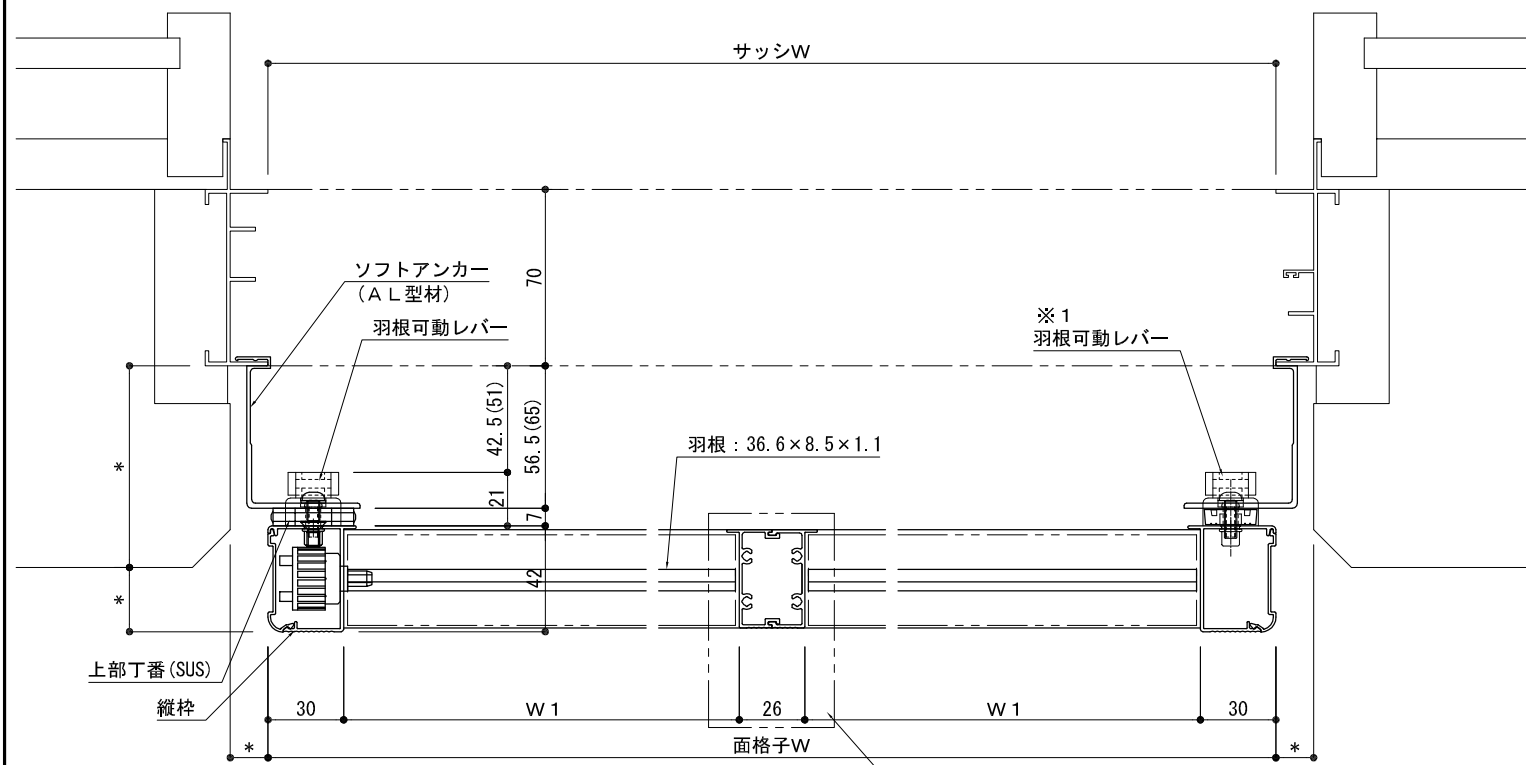 サッシW
ソフトアンカー
（ＡＬ型材）
70
羽根可動レバー
※１
羽根可動レバー
42.5(51)
56.5(65)
羽根：36.6×8.5×1.1
*
21
7
42
*
上部丁番(SUS)
縦枠
30
W1
26
W1
30
*
面格子W
*